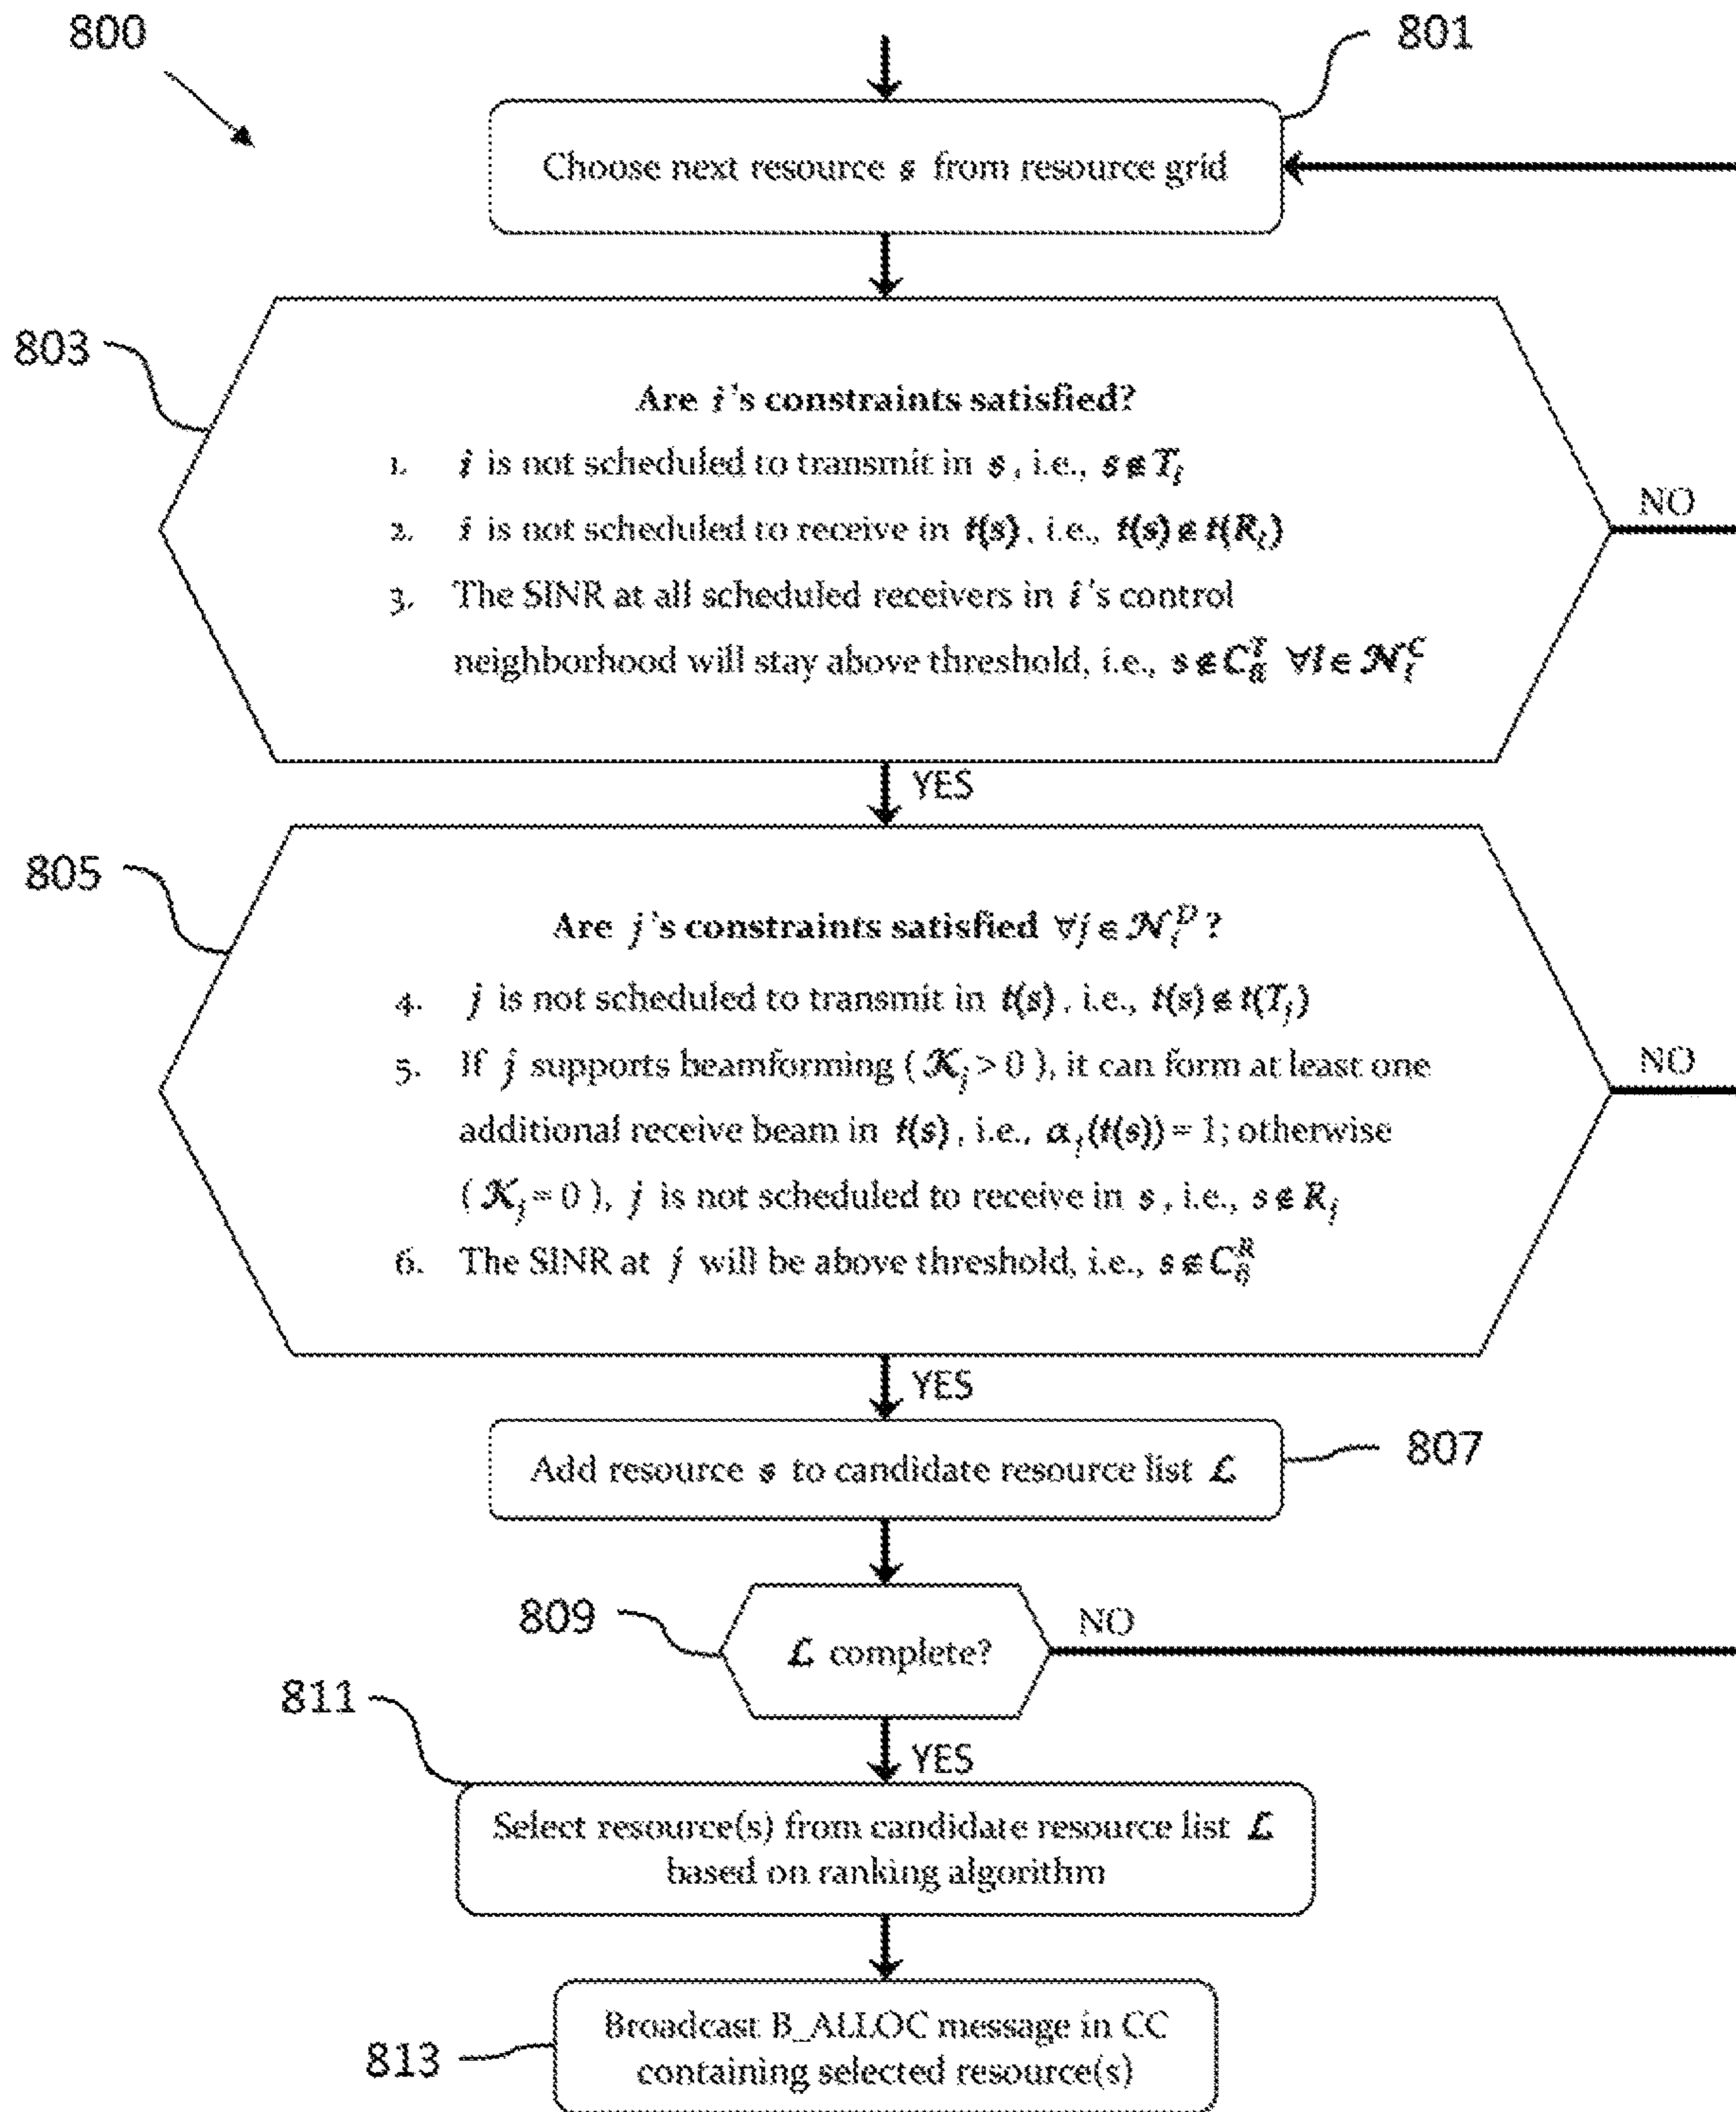 800
801
Choose next resource s from resource grid
803
Are i's constraints satisfied?
1. i is not scheduled to transmit in s, i.e., s ∉ T_i
NO
2. i is not scheduled to receive in t(s), i.e., t(s) ∉ t(R_i)
3. The SINR at all scheduled receivers in i's control
neighborhood will stay above threshold, i.e., s ∉ ∀l ∈ 𝒩_i^C
YES
805
Are j's constraints satisfied ∀j ∈ 𝒩_i^D?
4. j is not scheduled to transmit in t(s), i.e., t(s) ∉ t(T_j)
5. If j supports beamforming (𝒦_j > 0), it can form at least one
NO
additional receive beam in t(s), i.e., α_j(t(s)) = 1; otherwise
(𝒦_j = 0), j is not scheduled to receive in s, i.e., s ∉ R_j
6. The SINR at j will be above threshold, i.e., s ∉
YES
Add resource s to candidate resource list ℒ
807
809
ℒ complete?
NO
811
YES
Select resource(s) from candidate resource list ℒ
based on ranking algorithm
Broadcast B_ALLOC message in CC
containing selected resource(s)
813